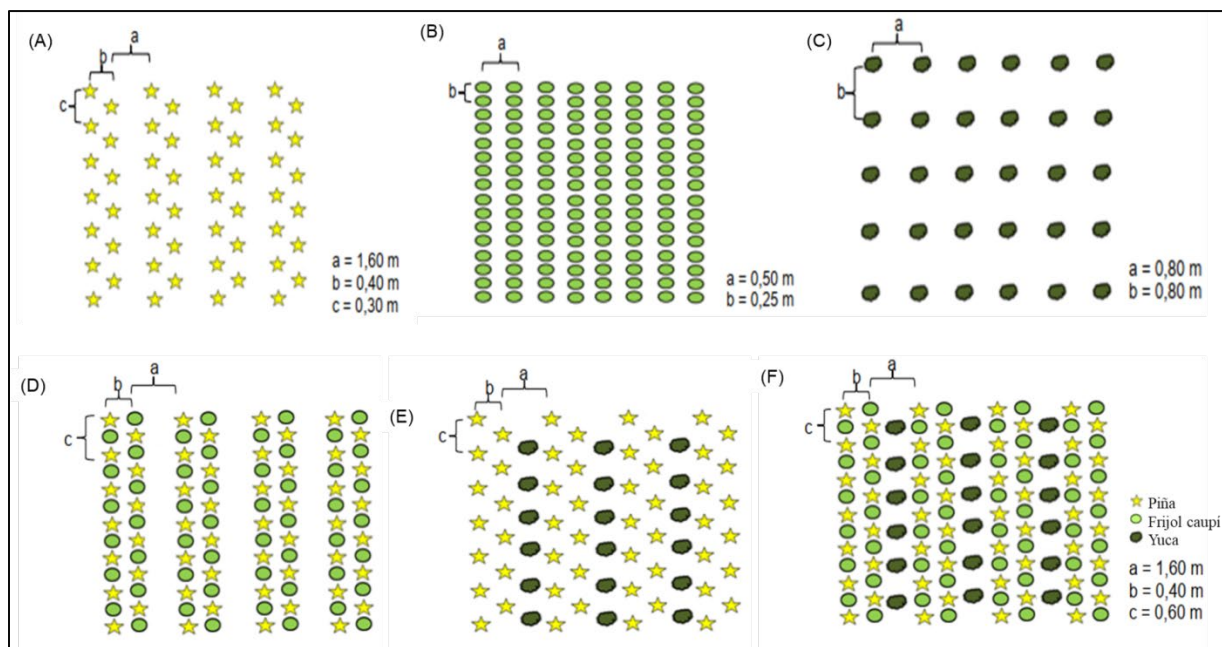 (A)
a
b
c
a = 1,60 m
b = 0,40 m
c = 0,30 m
(B)
a
b
a = 0,50 m
b = 0,25 m
(C)
a
b
a = 0,80 m
b = 0,80 m
(D)
a
b
c
(E)
a
b
c
(F)
a
b
c
Piña
Frijol caupí
Yuca
a = 1,60 m
b = 0,40 m
c = 0,60 m